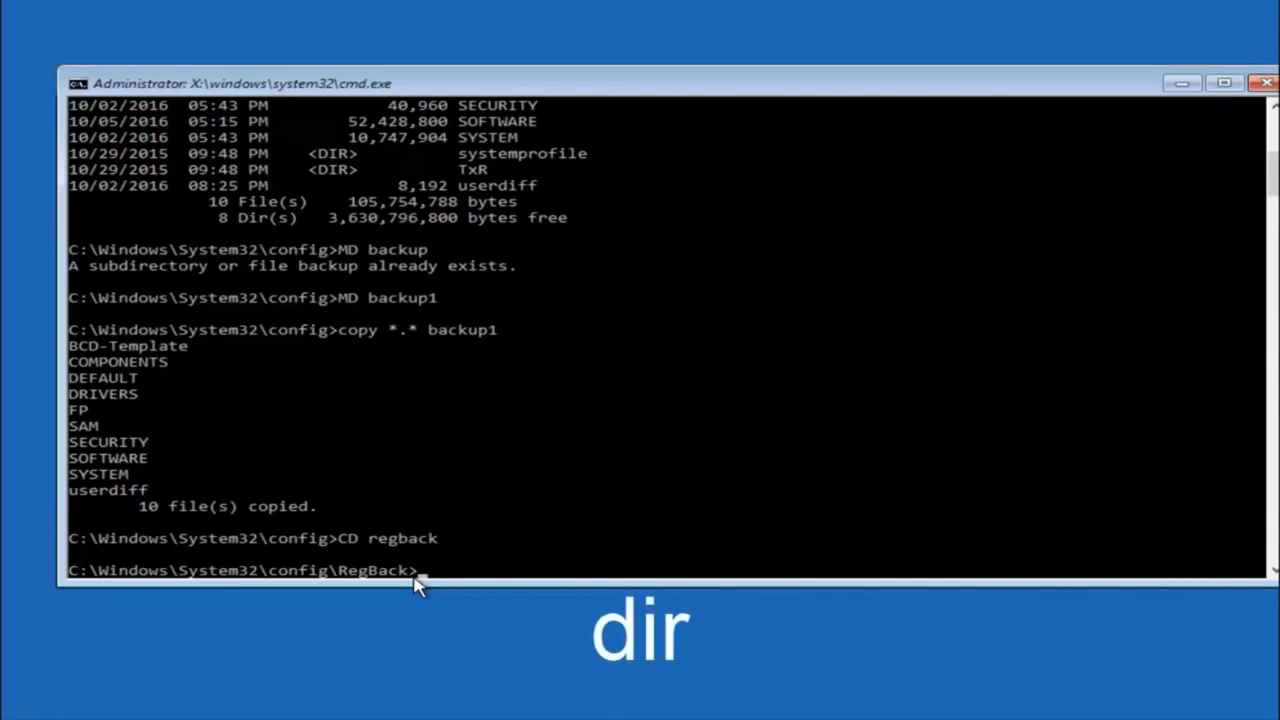 Administrator: X:\windows\system32\cmd.exe
10/02/2016  05:43 PM            40,960 SECURITY
10/05/2016  05:15 PM        52,428,800 SOFTWARE
10/02/2016  05:43 PM        10,747,904 SYSTEM
10/29/2015  09:48 PM    <DIR>          systemprofile
10/29/2015  09:48 PM    <DIR>          TxR
10/02/2016  08:25 PM             8,192 userdiff
              10 File(s)    105,754,788 bytes
               8 Dir(s)   3,630,796,800 bytes free
C:\Windows\System32\config>MD backup
A subdirectory or file backup already exists.
C:\Windows\System32\config>MD backup1
C:\Windows\System32\config>copy *.* backup1
BCD-Template
COMPONENTS
DEFAULT
DRIVERS
FP
SAM
SECURITY
SOFTWARE
SYSTEM
userdiff
       10 file(s) copied.
C:\Windows\System32\config>CD regback
C:\Windows\System32\config\RegBack>_
dir